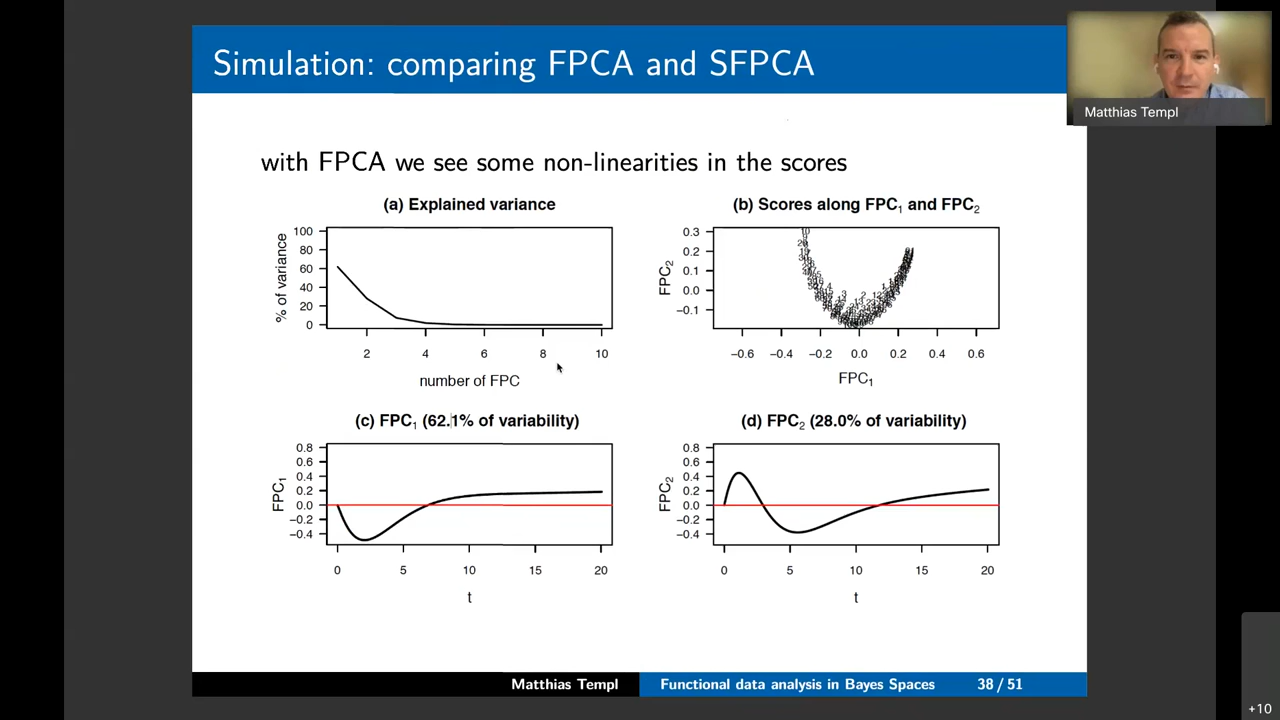 Simulation: comparing FPCA and SFPCA
Matthias Templ
with FPCA we see some non-linearities in the scores
(a) Explained variance
% of variance
100
80
60
40
20
0
2 4 6 8 10
number of FPC
(b) Scores along FPC₁ and FPC₂
FPC₂
0.3
0.2
0.1
0.0
−0.1
−0.6 −0.4 −0.2 0.0 0.2 0.4 0.6
FPC₁
(c) FPC₁ (62.1% of variability)
FPC₁
0.8
0.6
0.4
0.2
0.0
−0.2
−0.4
0 5 10 15 20
t
(d) FPC₂ (28.0% of variability)
FPC₂
0.8
0.6
0.4
0.2
0.0
−0.2
−0.4
0 5 10 15 20
t
Matthias Templ Functional data analysis in Bayes Spaces 38 / 51
+10